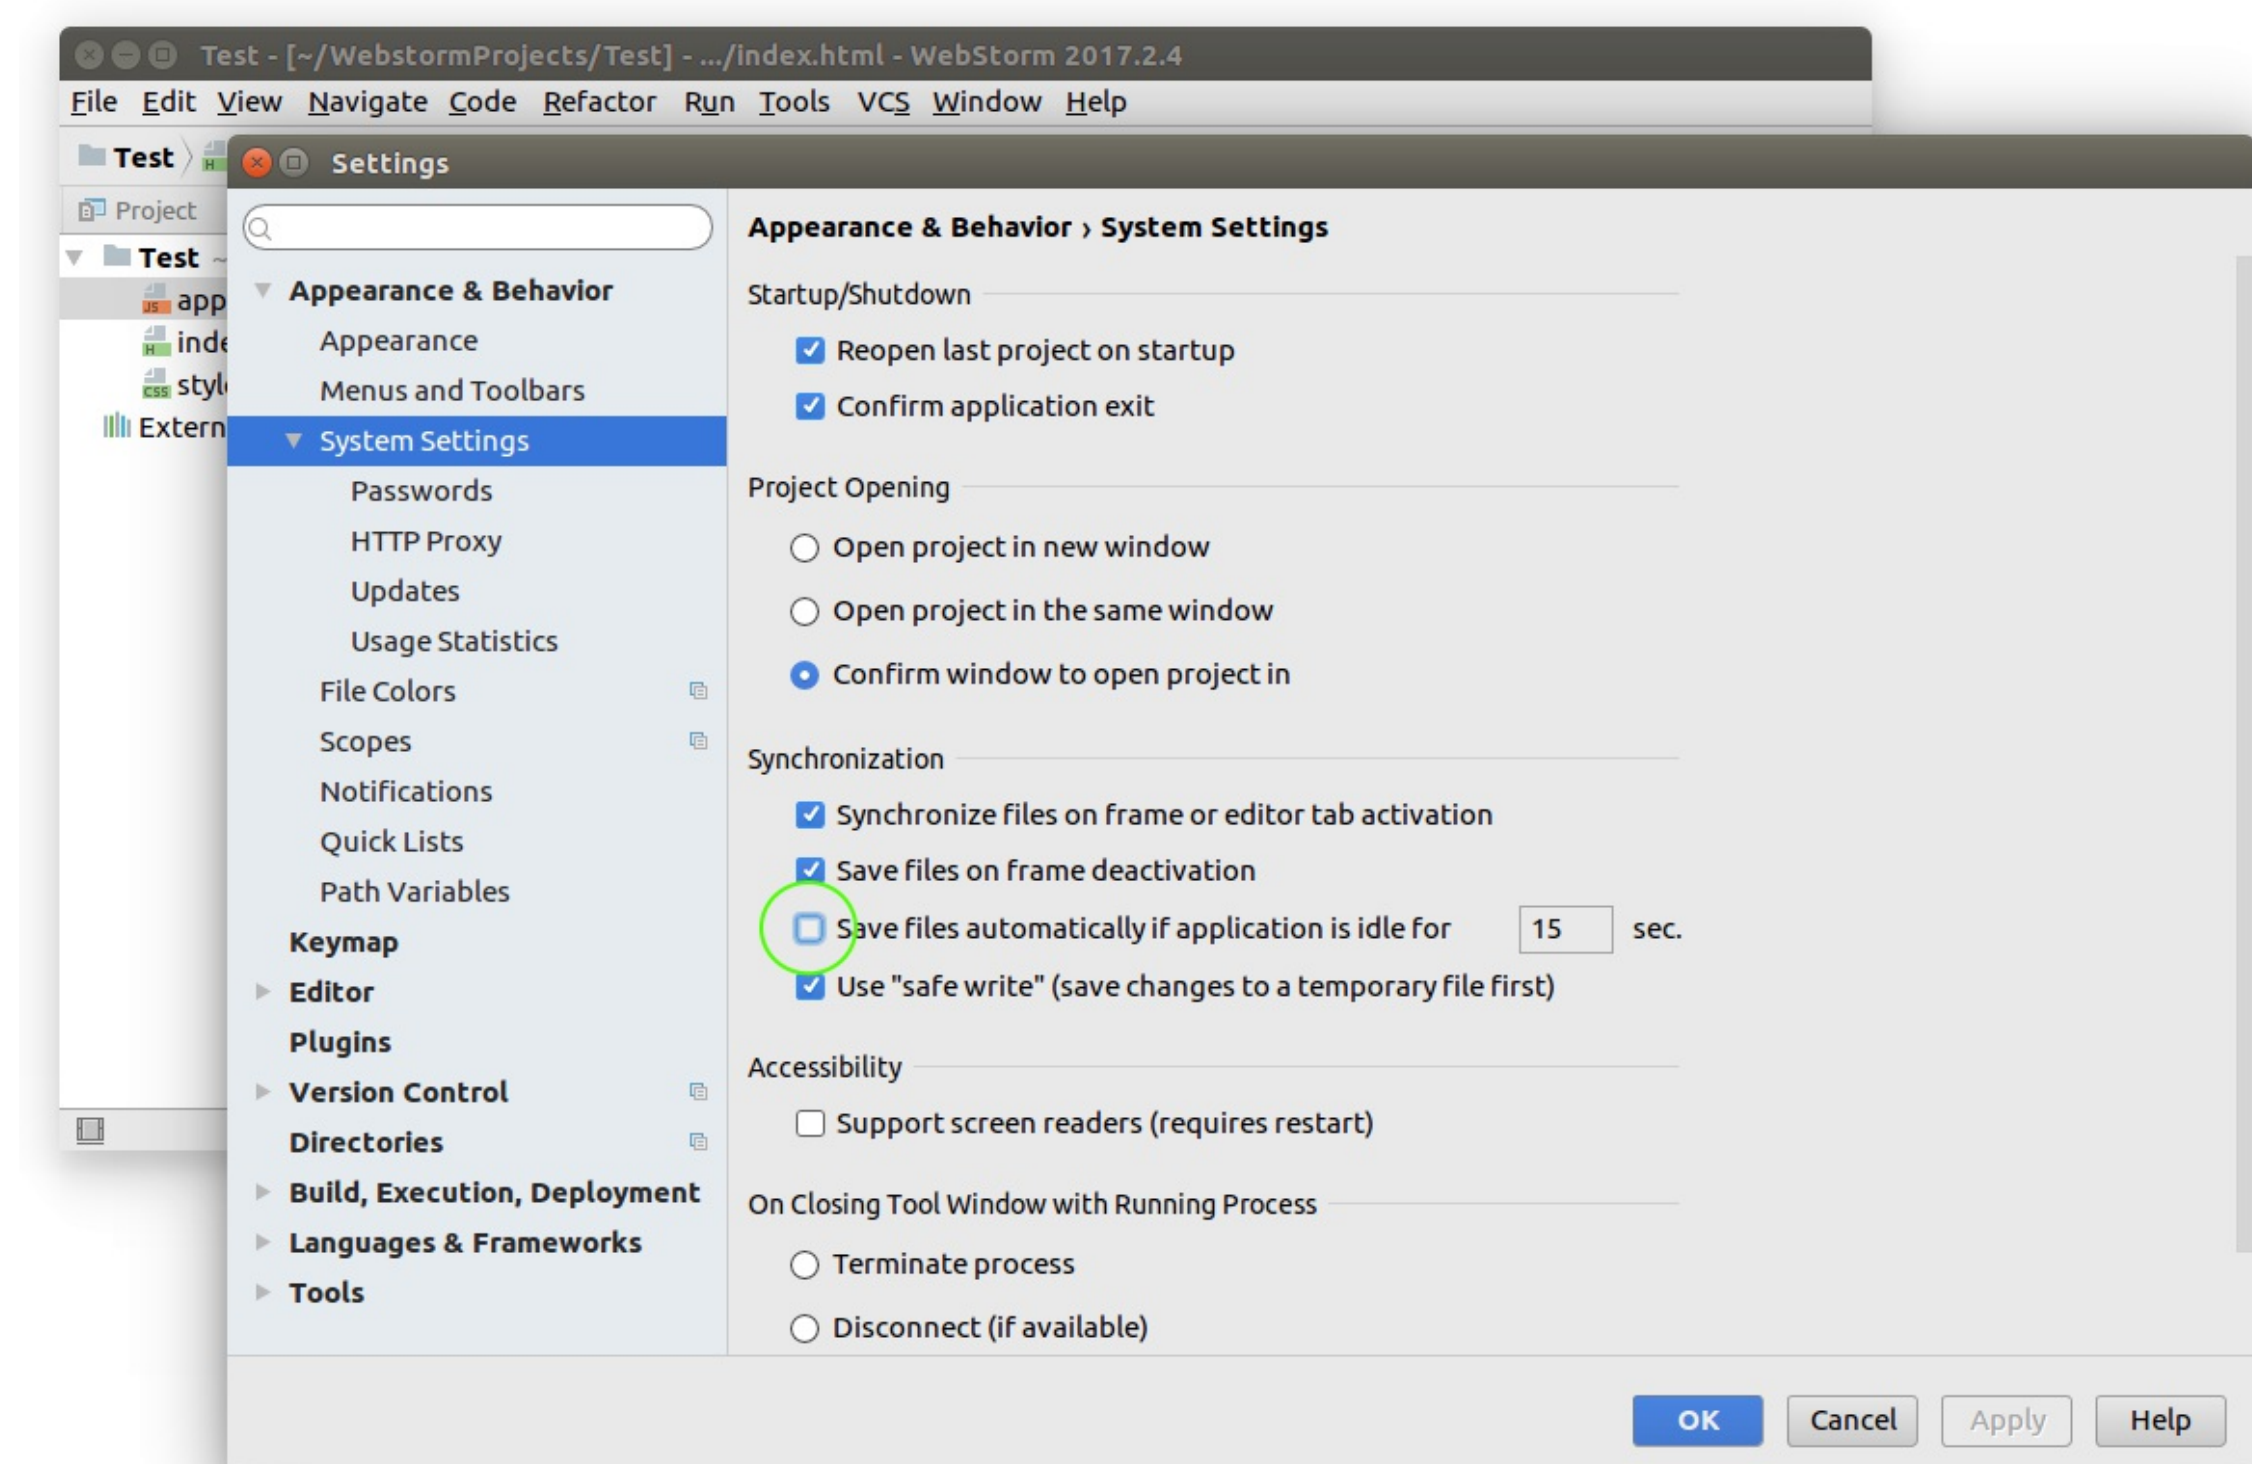 Test - [~/WebstormProjects/Test] - .../index.html - WebStorm 2017.2.4
File Edit View Navigate Code Refactor Run Tools VCS Window Help
Test
Settings
Project
Test ~
app
inde
style
Extern
Appearance & Behavior
Appearance
Menus and Toolbars
System Settings
Passwords
HTTP Proxy
Updates
Usage Statistics
File Colors
Scopes
Notifications
Quick Lists
Path Variables
Keymap
Editor
Plugins
Version Control
Directories
Build, Execution, Deployment
Languages & Frameworks
Tools
Appearance & Behavior › System Settings
Startup/Shutdown
Reopen last project on startup
Confirm application exit
Project Opening
Open project in new window
Open project in the same window
Confirm window to open project in
Synchronization
Synchronize files on frame or editor tab activation
Save files on frame deactivation
Save files automatically if application is idle for 15 sec.
Use "safe write" (save changes to a temporary file first)
Accessibility
Support screen readers (requires restart)
On Closing Tool Window with Running Process
Terminate process
Disconnect (if available)
OK Cancel Apply Help